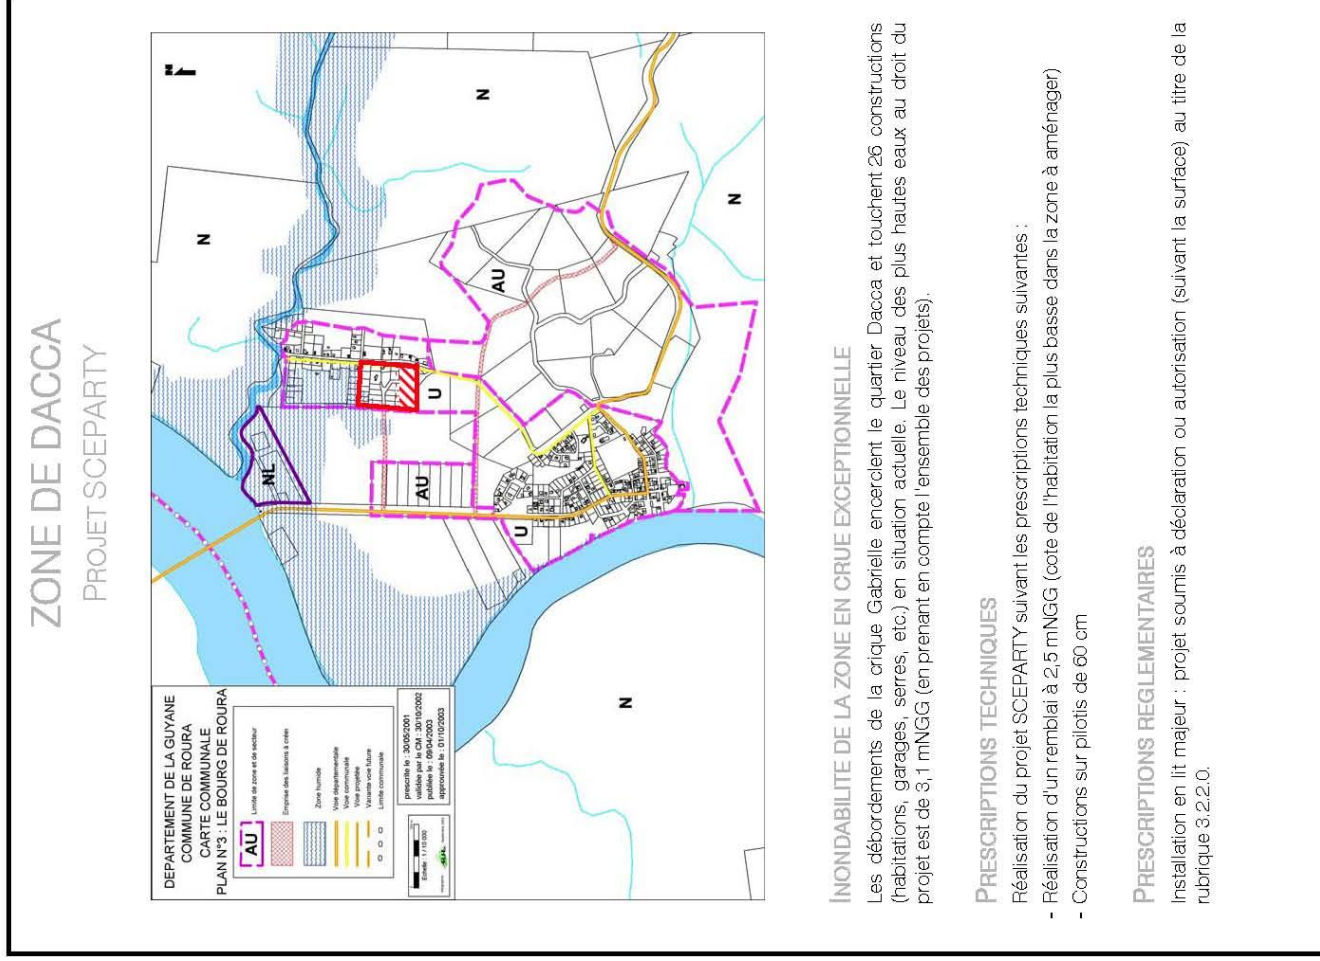 ZONE DE DACCA
PROJET SCEPARTY
N
N
N
N
N
AU
AU
U
U
NL
DEPARTEMENT DE LA GUYANE
COMMUNE DE ROURA
CARTE COMMUNALE
PLAN N°3 : LE BOURG DE ROURA
AU
Limite de zone et de secteur
Emprise des liaisons à créer
Zone humide
Voie départementale
Voie communale
Voie projetée
Variante voie future
Limite communale
prescrite le : 30/05/2001
validée par le CM : 30/10/2002
publiée le : 09/04/2003
approuvée le : 01/10/2003
Echelle : 1 / 10 000
INONDABILITE DE LA ZONE EN CRUE EXCEPTIONNELLE
Les débordements de la crique Gabrielle encerclent le quartier Dacca et touchent 26 constructions
(habitations, garages, serres, etc.) en situation actuelle. Le niveau des plus hautes eaux au droit du
projet est de 3,1 mNGG (en prenant en compte l'ensemble des projets).
PRESCRIPTIONS TECHNIQUES
Réalisation du projet SCEPARTY suivant les prescriptions techniques suivantes :
- Réalisation d'un remblai à 2,5 mNGG (cote de l'habitation la plus basse dans la zone à aménager)
- Constructions sur pilotis de 60 cm
PRESCRIPTIONS REGLEMENTAIRES
Installation en lit majeur : projet soumis à déclaration ou autorisation (suivant la surface) au titre de la
rubrique 3.2.2.0.